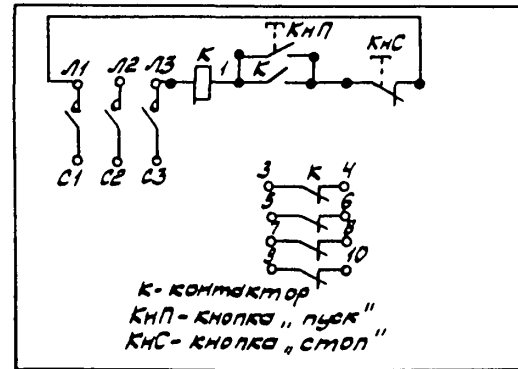 КнП
КнС
Л1 Л2 Л3 К 1 К
С1 С2 С3
3 К 4
5 6
7 8
9 10
К- контактор
КнП- кнопка „ пуск"
КнС- кнопка „ стоп"